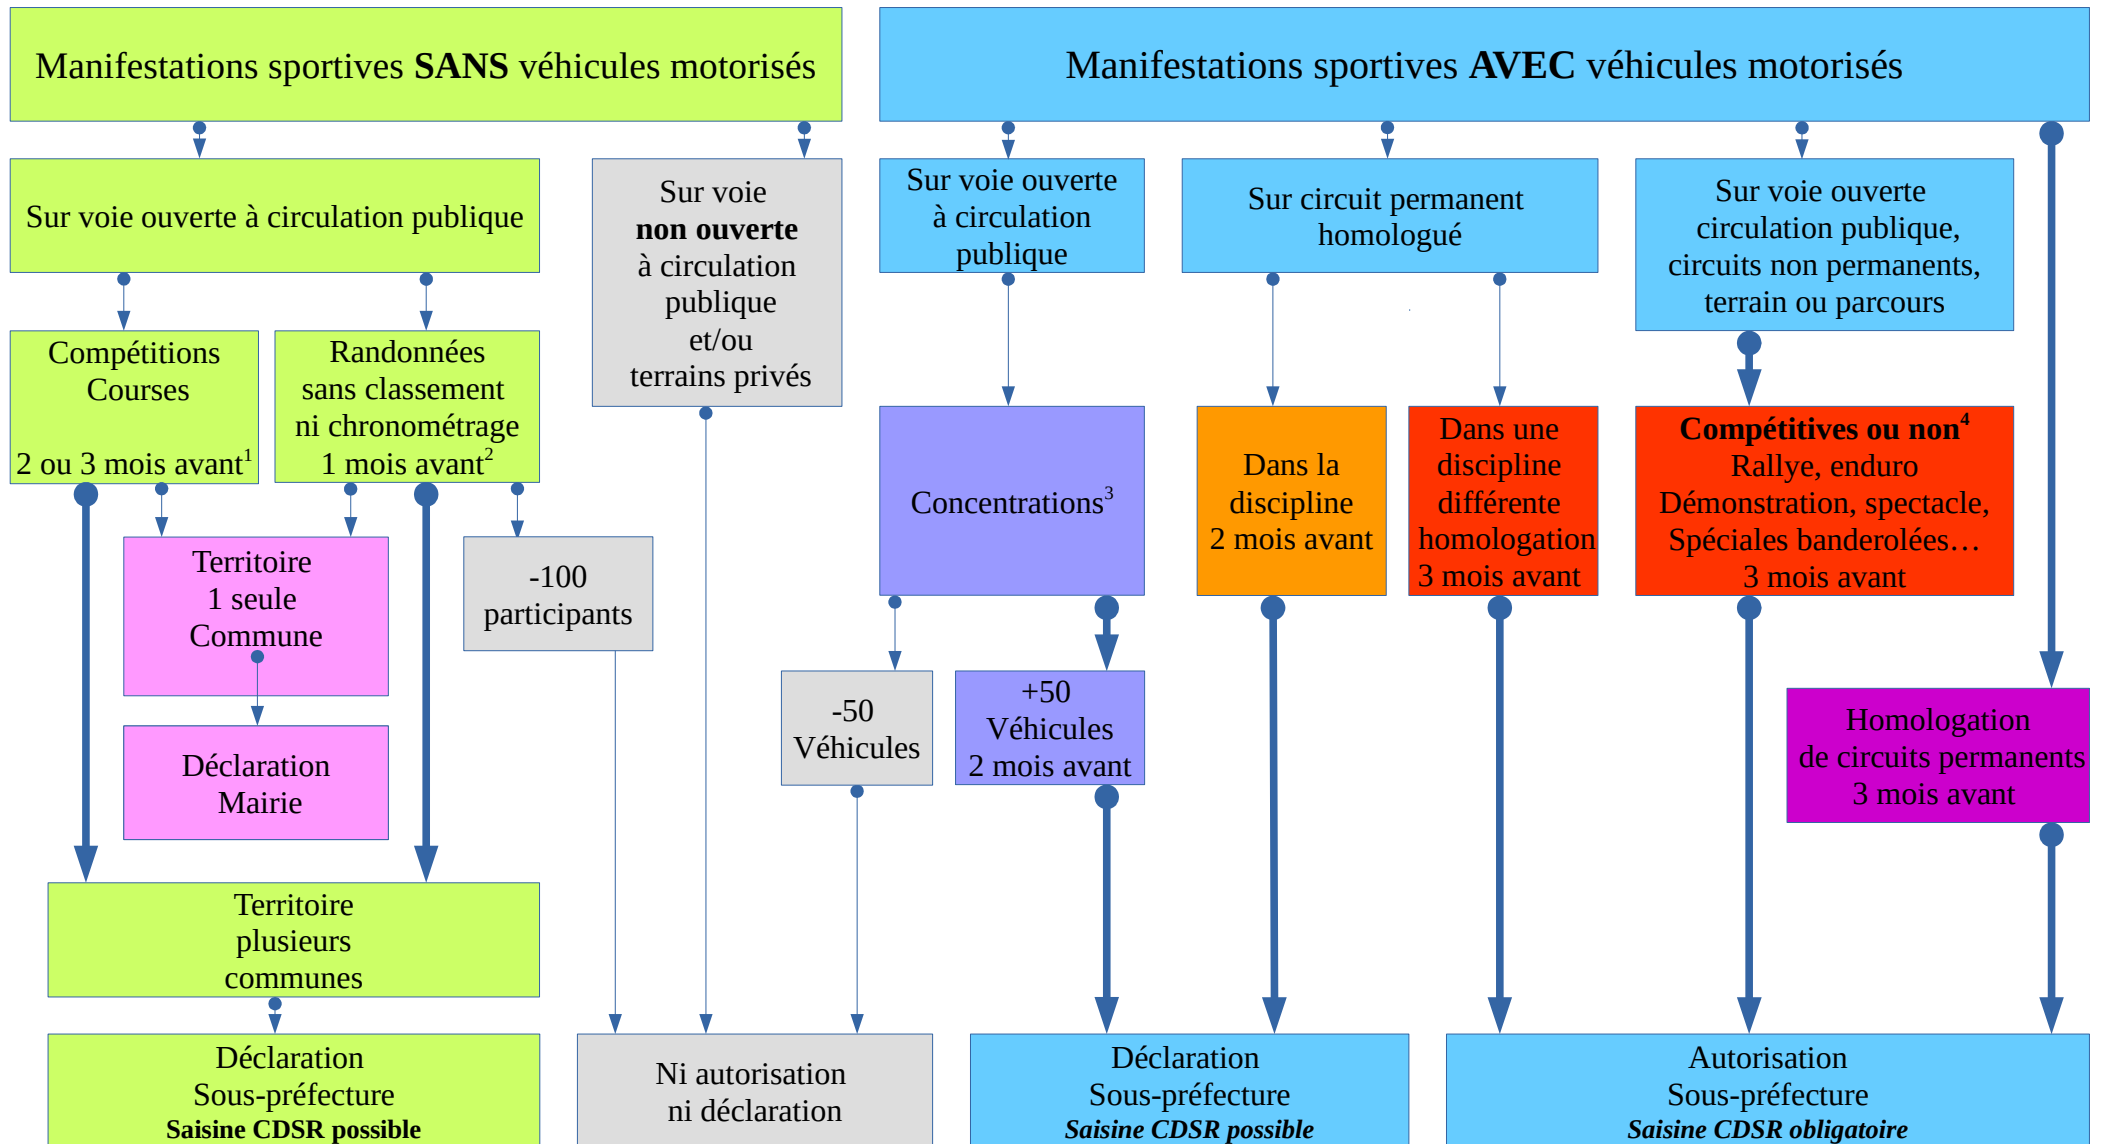 Manifestations sportives SANS véhicules motorisés
Manifestations sportives AVEC véhicules motorisés
Sur voie ouverte à circulation publique
Sur voie
non ouverte
à circulation
publique
et/ou
terrains privés
Sur voie ouverte
à circulation
publique
Sur circuit permanent
homologué
Sur voie ouverte
circulation publique,
circuits non permanents,
terrain ou parcours
Compétitions
Courses
2 ou 3 mois avant¹
Randonnées
sans classement
ni chronométrage
1 mois avant²
Concentrations³
Dans la
discipline
2 mois avant
Dans une
discipline
différente
homologation
3 mois avant
Compétitives ou non⁴
Rallye, enduro
Démonstration, spectacle,
Spéciales banderolées…
3 mois avant
Territoire
1 seule
Commune
-100
participants
-50
Véhicules
+50
Véhicules
2 mois avant
Homologation
de circuits permanents
3 mois avant
Déclaration
Mairie
Territoire
plusieurs
communes
Déclaration
Sous-préfecture
Saisine CDSR possible
Ni autorisation
ni déclaration
Déclaration
Sous-préfecture
Saisine CDSR possible
Autorisation
Sous-préfecture
Saisine CDSR obligatoire